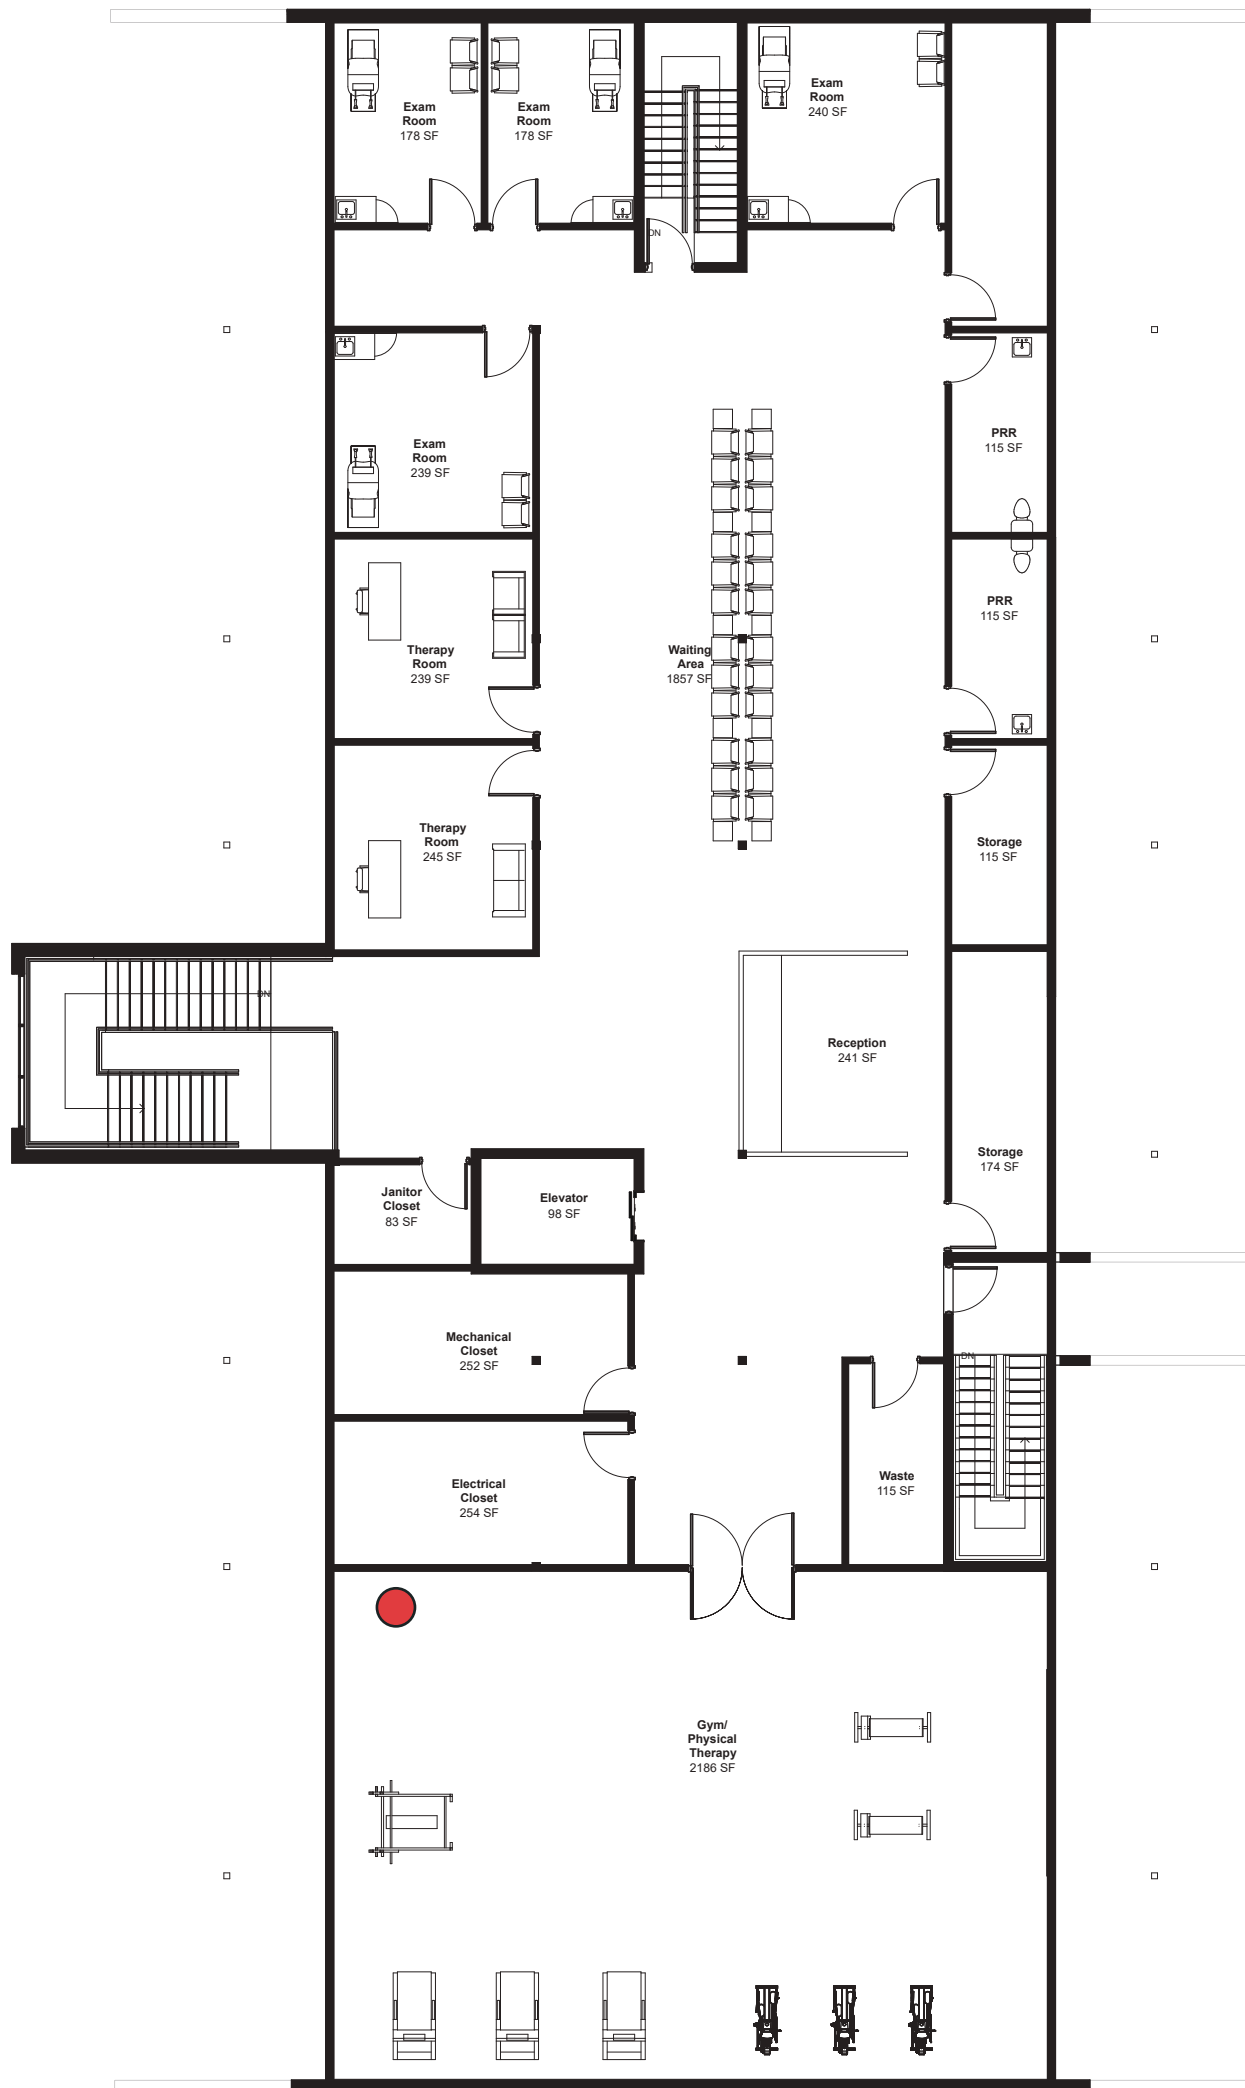 Exam
Room
178 SF
Exam
Room
178 SF
Exam
Room
240 SF
DN
Exam
Room
239 SF
PRR
115 SF
PRR
115 SF
Therapy
Room
239 SF
Waiting
Area
1857 SF
Therapy
Room
245 SF
Storage
115 SF
DN
Reception
241 SF
Storage
174 SF
Janitor
Closet
83 SF
Elevator
98 SF
Mechanical
Closet
252 SF
DN
Electrical
Closet
254 SF
Waste
115 SF
Gym/
Physical
Therapy
2186 SF